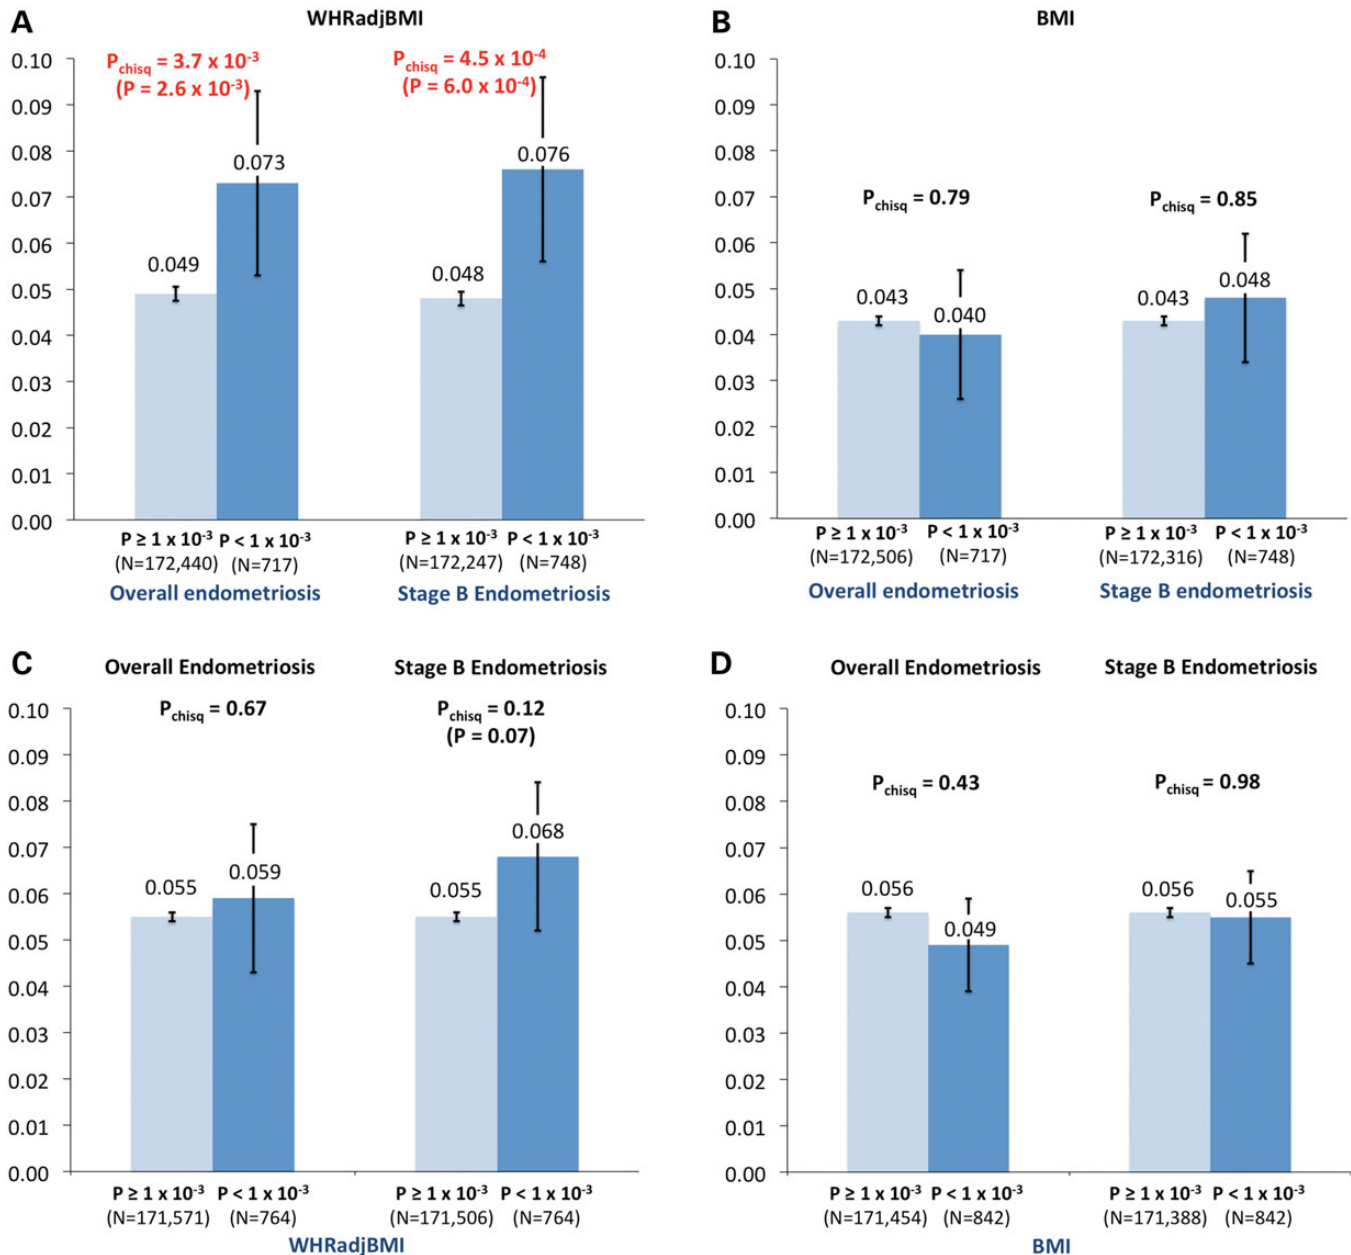 A
WHRadjBMI
P_chisq = 3.7 x 10⁻³
(P = 2.6 x 10⁻³)
P_chisq = 4.5 x 10⁻⁴
(P = 6.0 x 10⁻⁴)
0.10
0.09
0.08
0.07
0.06
0.05
0.04
0.03
0.02
0.01
0.00
0.049
0.073
0.048
0.076
P ≥ 1 x 10⁻³ P < 1 x 10⁻³ P ≥ 1 x 10⁻³ P < 1 x 10⁻³
(N=172,440) (N=717) (N=172,247) (N=748)
Overall endometriosis Stage B Endometriosis
B
BMI
P_chisq = 0.79
P_chisq = 0.85
0.10
0.09
0.08
0.07
0.06
0.05
0.04
0.03
0.02
0.01
0.00
0.043
0.040
0.043
0.048
P ≥ 1 x 10⁻³ P < 1 x 10⁻³ P ≥ 1 x 10⁻³ P < 1 x 10⁻³
(N=172,506) (N=717) (N=172,316) (N=748)
Overall endometriosis Stage B endometriosis
C
Overall Endometriosis Stage B Endometriosis
P_chisq = 0.67
P_chisq = 0.12
(P = 0.07)
0.10
0.09
0.08
0.07
0.06
0.05
0.04
0.03
0.02
0.01
0.00
0.055
0.059
0.055
0.068
P ≥ 1 x 10⁻³ P < 1 x 10⁻³ P ≥ 1 x 10⁻³ P < 1 x 10⁻³
(N=171,571) (N=764) (N=171,506) (N=764)
WHRadjBMI
D
Overall Endometriosis Stage B Endometriosis
P_chisq = 0.43
P_chisq = 0.98
0.10
0.09
0.08
0.07
0.06
0.05
0.04
0.03
0.02
0.01
0.00
0.056
0.049
0.056
0.055
P ≥ 1 x 10⁻³ P < 1 x 10⁻³ P ≥ 1 x 10⁻³ P < 1 x 10⁻³
(N=171,454) (N=842) (N=171,388) (N=842)
BMI